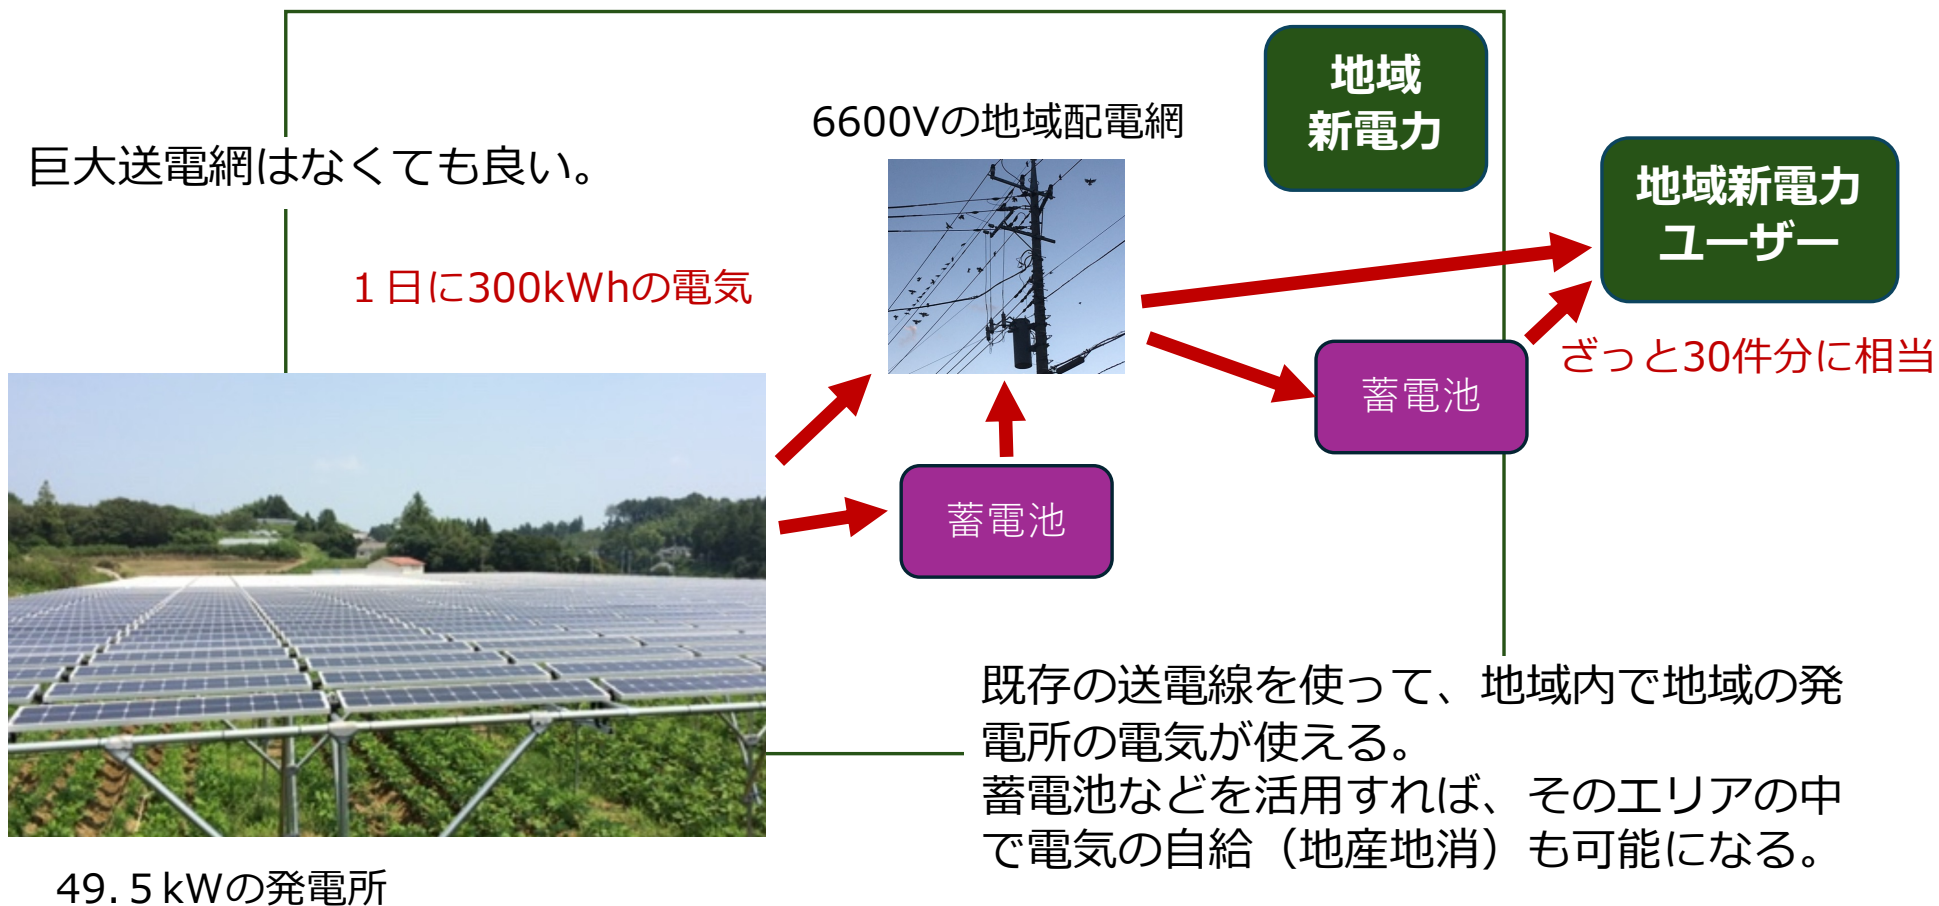 地域
新電力
6600Vの地域配電網
巨大送電網はなくても良い。
地域新電力
ユーザー
１日に300kWhの電気
ざっと30件分に相当
蓄電池
蓄電池
既存の送電線を使って、地域内で地域の発
電所の電気が使える。
蓄電池などを活用すれば、そのエリアの中
で電気の自給（地産地消）も可能になる。
49.５kWの発電所